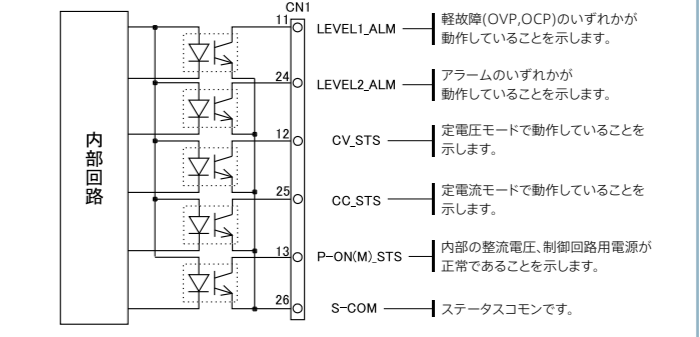 CN1
11 LEVEL1_ALM 軽故障(OVP,OCP)のいずれかが
動作していることを示します。
24 LEVEL2_ALM アラームのいずれかが
動作していることを示します。
12 CV_STS 定電圧モードで動作していることを
示します。
内部回路
25 CC_STS 定電流モードで動作していることを
示します。
13 P-ON(M)_STS 内部の整流電圧、制御回路用電源が
正常であることを示します。
26 S-COM ステータスコモンです。